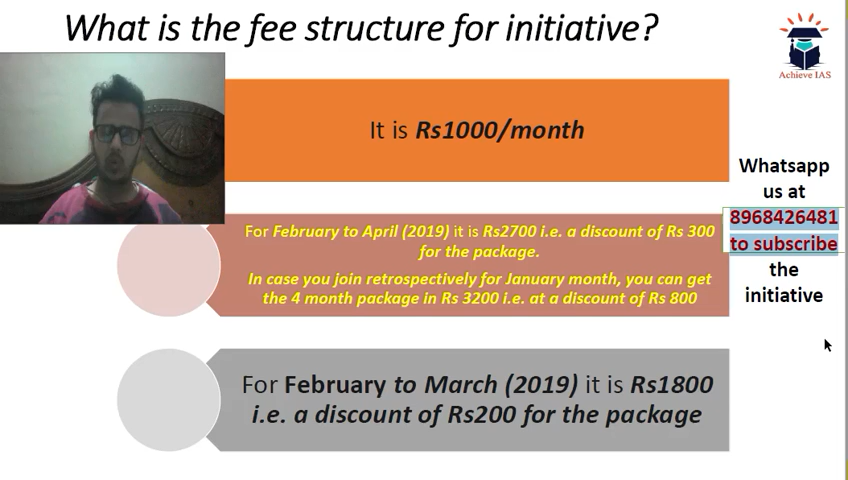 What is the fee structure for initiative?
Achieve IAS
It is Rs1000/month
Whatsapp
us at
8968426481
to subscribe
the
initiative
For February to April (2019) it is Rs2700 i.e. a discount of Rs 300
for the package.
In case you join retrospectively for January month, you can get
the 4 month package in Rs 3200 i.e. at a discount of Rs 800
For February to March (2019) it is Rs1800
i.e. a discount of Rs200 for the package